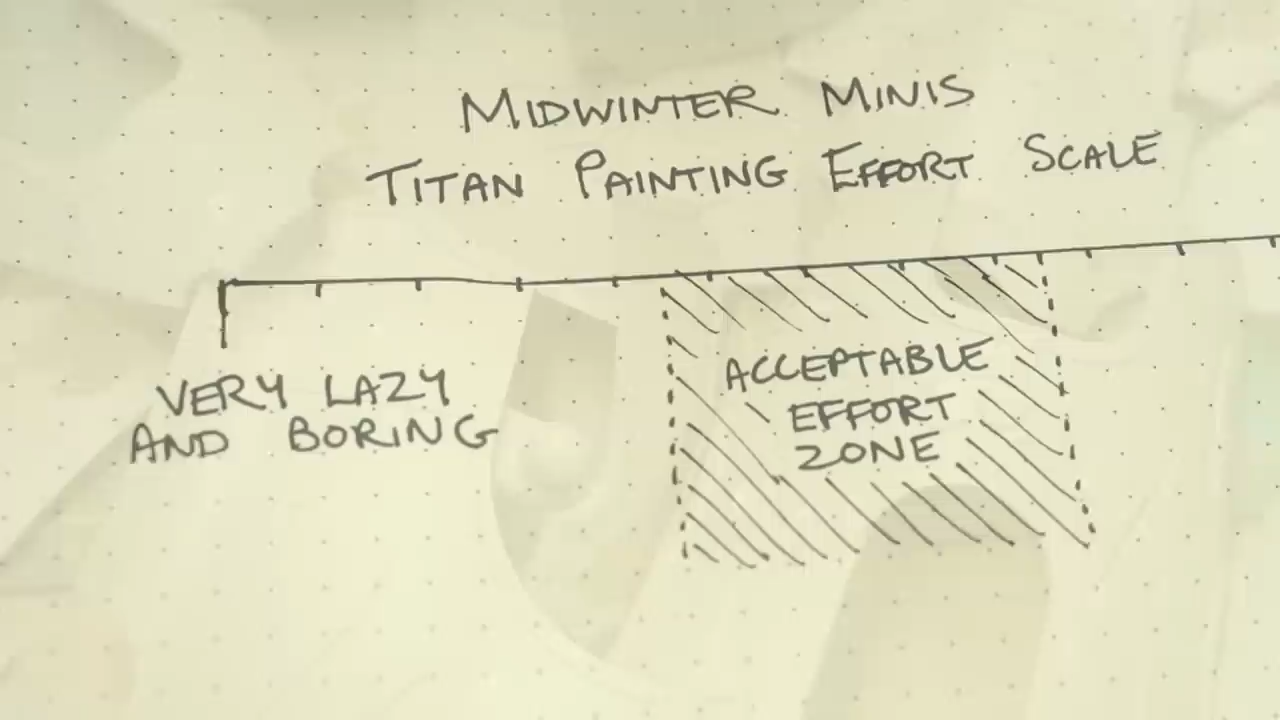 MIDWINTER MINIS
TITAN PAINTING EFFORT SCALE
VERY LAZY
AND BORING
ACCEPTABLE
EFFORT
ZONE